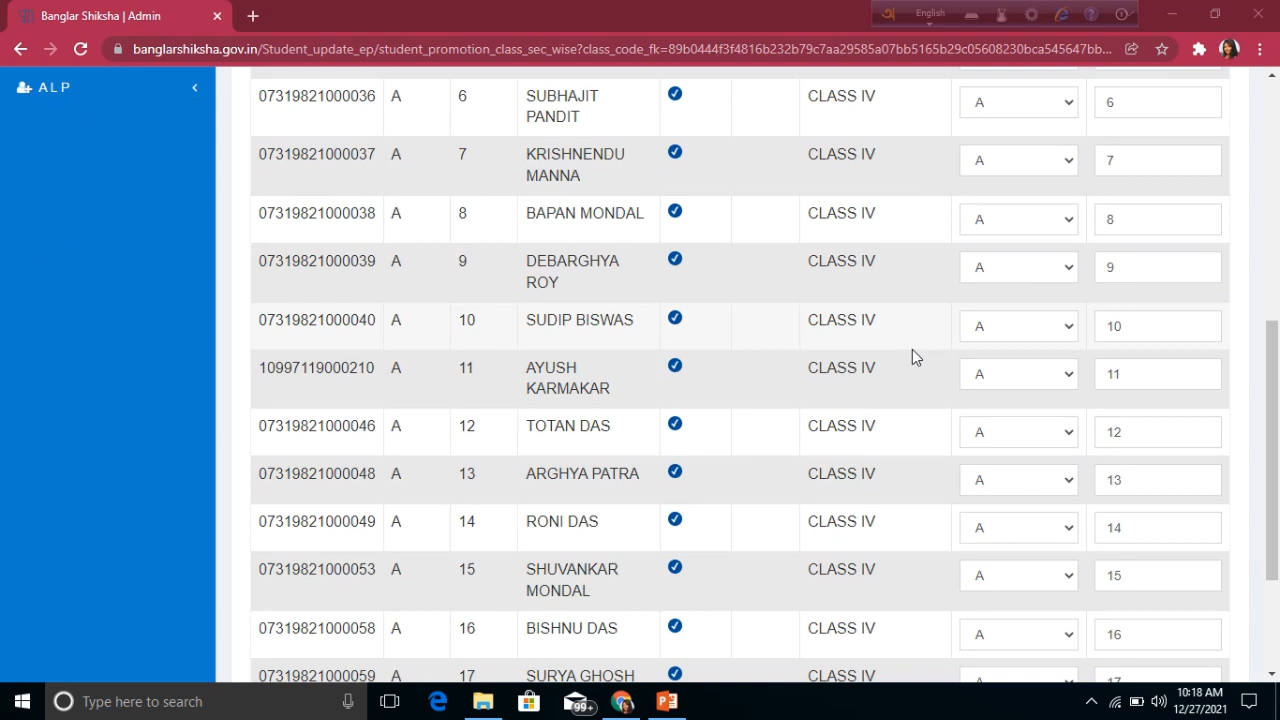 Banglar Shiksha | Admin
English
banglarshiksha.gov.in/Student_update_ep/student_promotion_class_sec_wise?class_code_fk=89b0444f3f4816b232b79c7aa29585a07bb5165b29c05608230bca545647bb...
ALP
07319821000036 A 6 SUBHAJIT PANDIT CLASS IV A 6
07319821000037 A 7 KRISHNENDU MANNA CLASS IV A 7
07319821000038 A 8 BAPAN MONDAL CLASS IV A 8
07319821000039 A 9 DEBARGHYA ROY CLASS IV A 9
07319821000040 A 10 SUDIP BISWAS CLASS IV A 10
10997119000210 A 11 AYUSH KARMAKAR CLASS IV A 11
07319821000046 A 12 TOTAN DAS CLASS IV A 12
07319821000048 A 13 ARGHYA PATRA CLASS IV A 13
07319821000049 A 14 RONI DAS CLASS IV A 14
07319821000053 A 15 SHUVANKAR MONDAL CLASS IV A 15
07319821000058 A 16 BISHNU DAS CLASS IV A 16
07319821000059 A 17 SURYA GHOSH CLASS IV A 17
Type here to search
99+
10:18 AM
12/27/2021